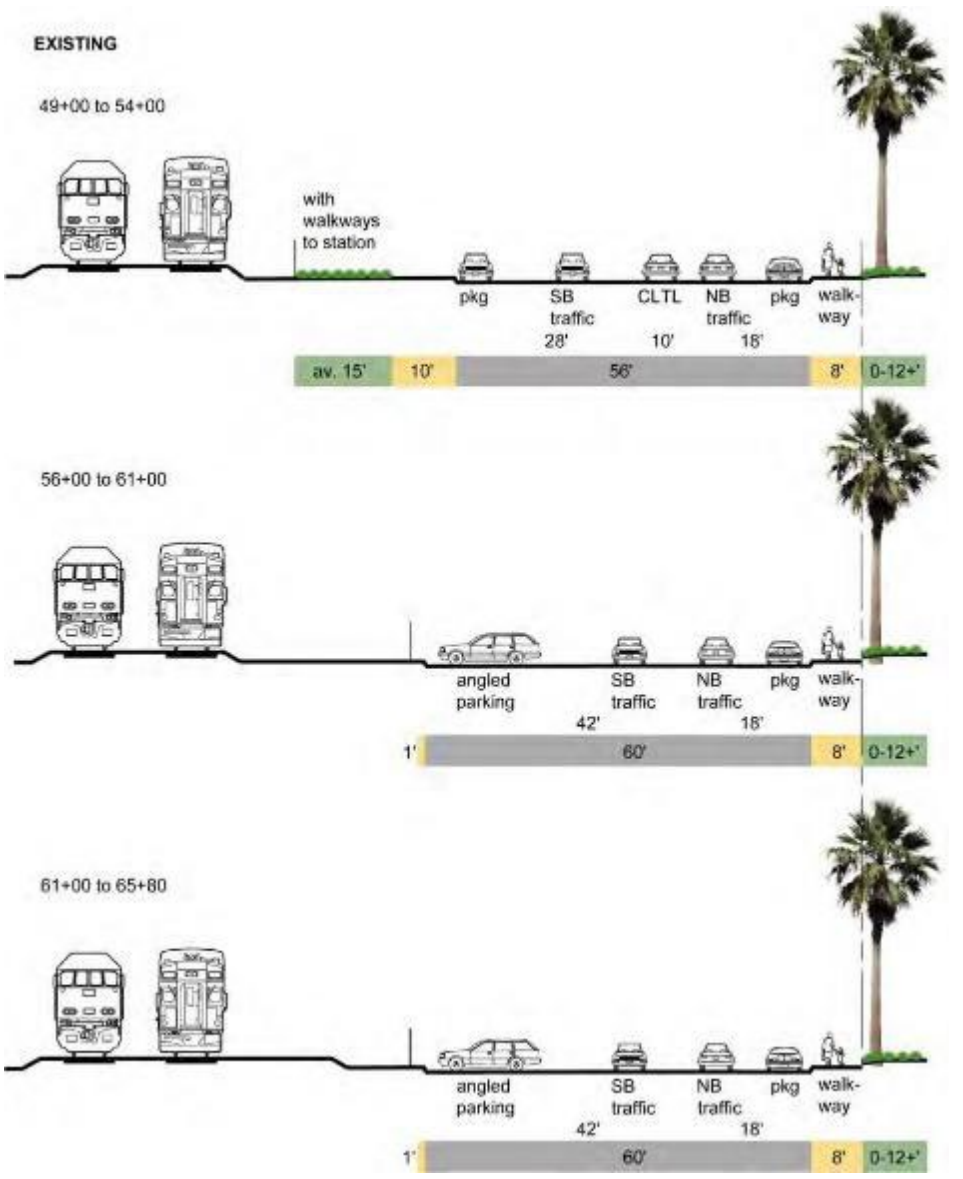 EXISTING
49+00 to 54+00
with
walkways
to station
pkg SB CLTL NB pkg walk-
traffic traffic way
28' 10' 18'
av. 15' 10' 56' 8' 0-12+'
56+00 to 61+00
angled SB NB pkg walk-
parking traffic traffic way
42' 18'
1' 60' 8' 0-12+'
61+00 to 65+80
angled SB NB pkg walk-
parking traffic traffic way
42' 18'
1' 60' 8' 0-12+'